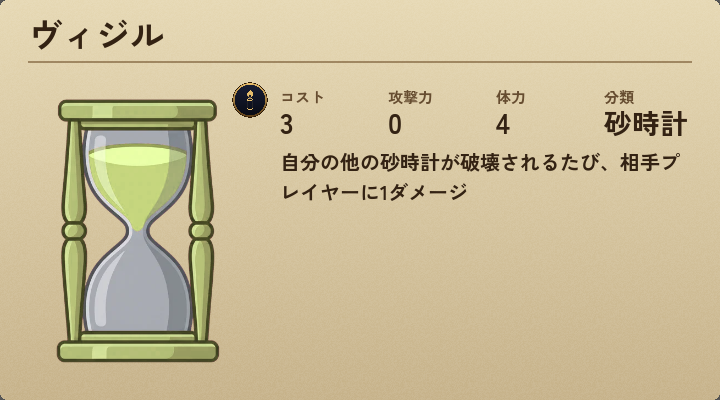 ヴィジル
コスト 攻撃力 体力 分類
3 0 4 砂時計
自分の他の砂時計が破壊されるたび、相手プ
レイヤーに1ダメージ